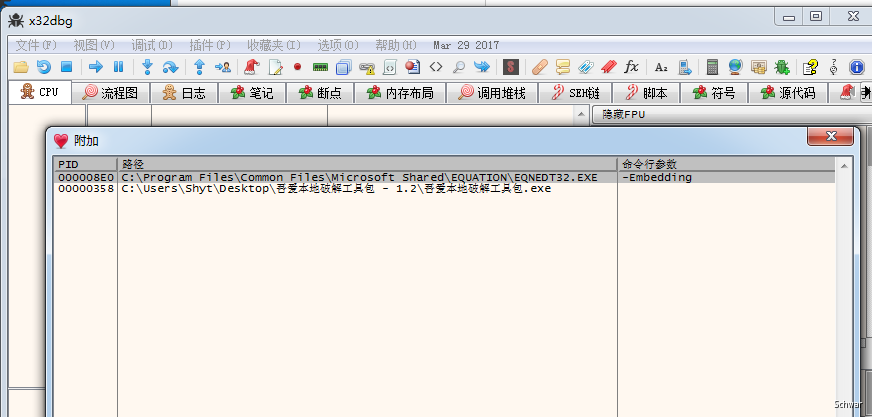 x32dbg
文件(F) 视图(V) 调试(D) 插件(P) 收藏夹(I) 选项(O) 帮助(H) Mar 29 2017
CPU 流程图 日志 笔记 断点 内存布局 调用堆栈 SEH链 脚本 符号 源代码
隐藏FPU
附加
PID 路径 命令行参数
000008E0 C:\Program Files\Common Files\Microsoft Shared\EQUATION\EQNEDT32.EXE -Embedding
00000358 C:\Users\Shyt\Desktop\吾爱本地破解工具包 - 1.2\吾爱本地破解工具包.exe
Schwar